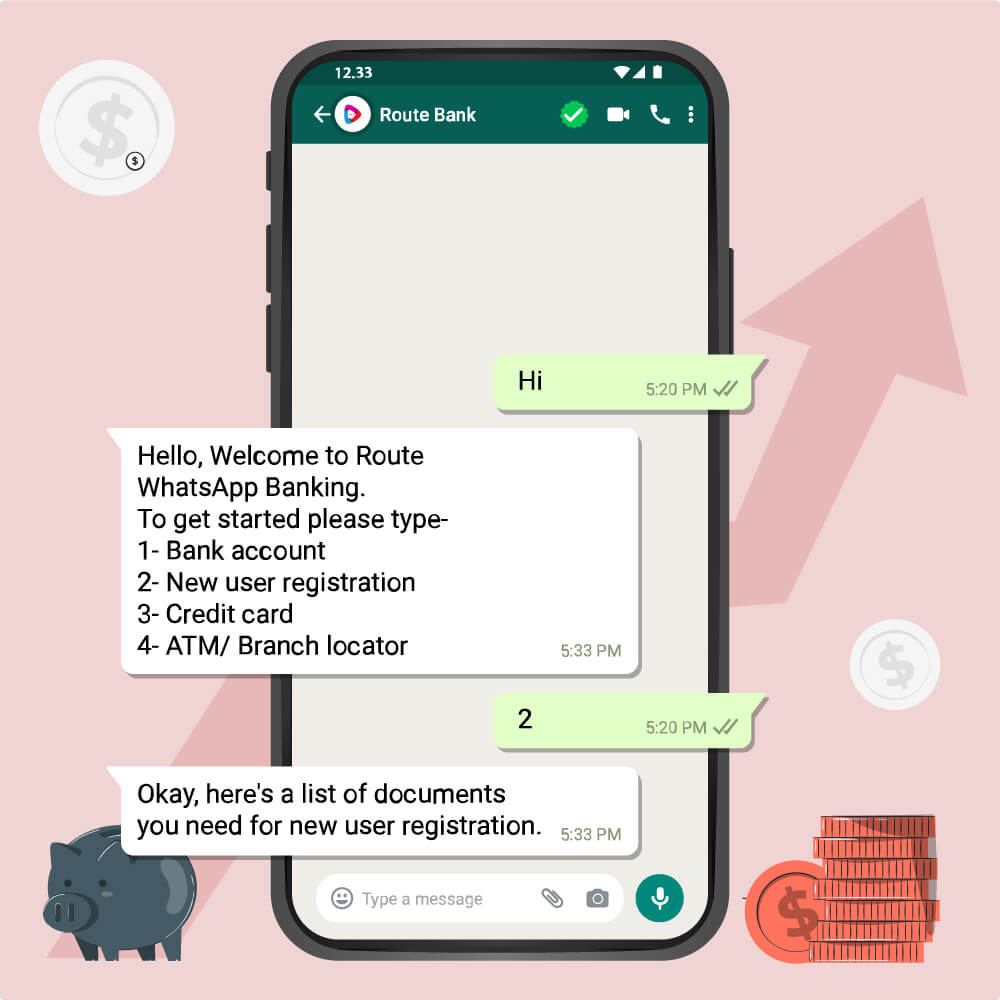 12.33
Route Bank
Hi
5:20 PM
Hello, Welcome to Route
WhatsApp Banking.
To get started please type-
1- Bank account
2- New user registration
3- Credit card
4- ATM/ Branch locator
5:33 PM
2
5:20 PM
Okay, here's a list of documents
you need for new user registration.
5:33 PM
Type a message
$
$
$
$